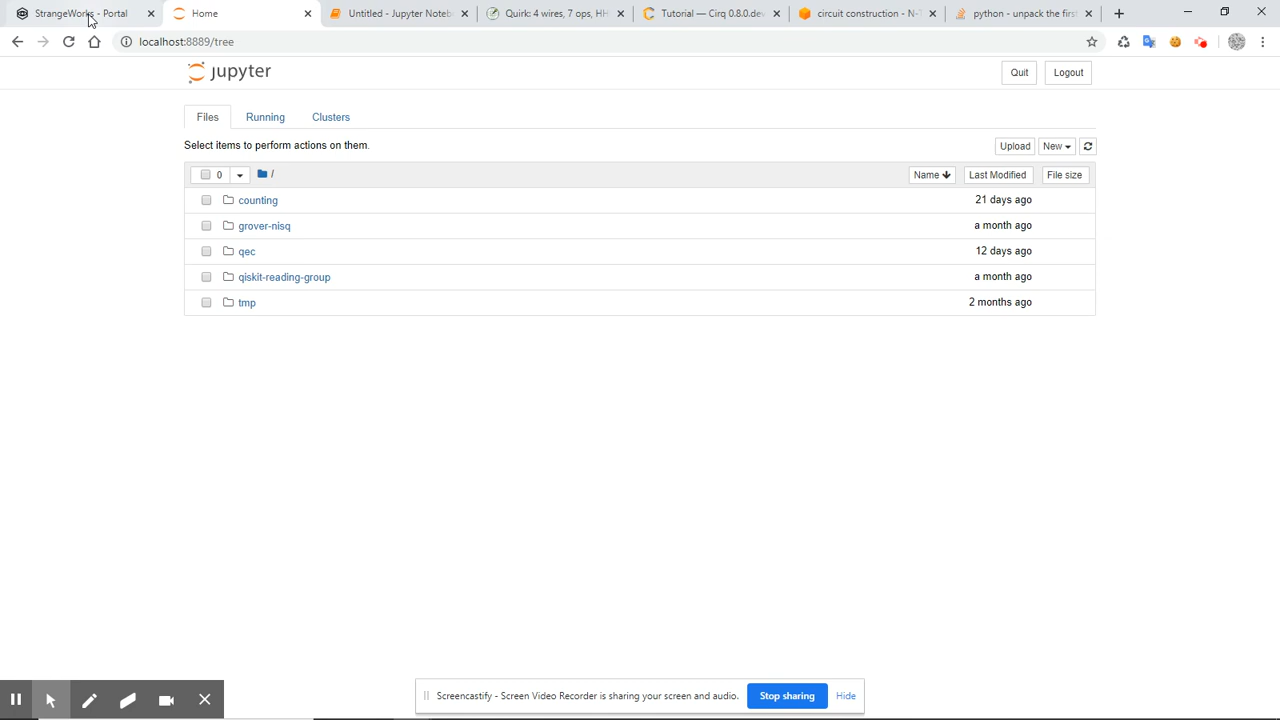 StrangeWorks - Portal
Home
Untitled - Jupyter Noteb
Quirk: 4 wires, 7 ops, H
Tutorial — Cirq 0.8.0.de
circuit construction - N-
python - unpack the first
localhost:8889/tree
jupyter
Quit
Logout
Files
Running
Clusters
Select items to perform actions on them.
Upload
New
0
/
Name
Last Modified
File size
counting
21 days ago
grover-nisq
a month ago
qec
12 days ago
qiskit-reading-group
a month ago
tmp
2 months ago
Screencastify - Screen Video Recorder is sharing your screen and audio.
Stop sharing
Hide